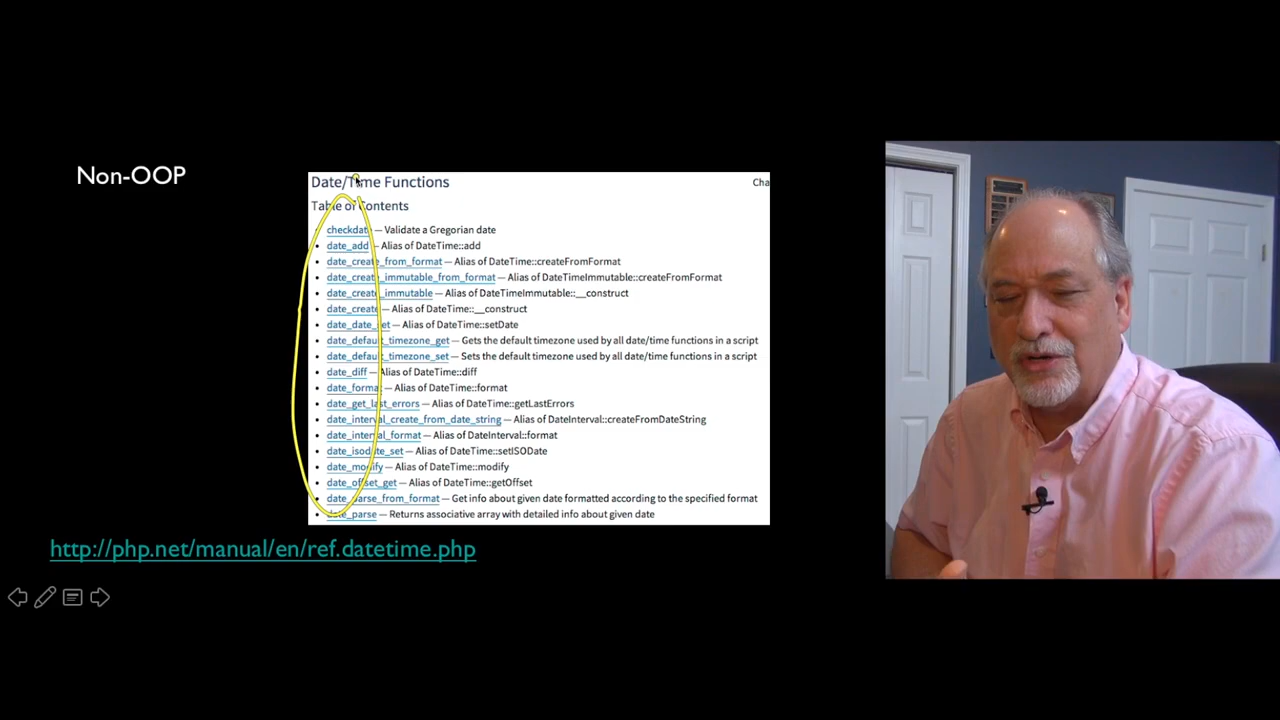 Non-OOP
Date/Time Functions
Cha
Table of Contents
checkdate — Validate a Gregorian date
date_add — Alias of DateTime::add
date_create_from_format — Alias of DateTime::createFromFormat
date_create_immutable_from_format — Alias of DateTimeImmutable::createFromFormat
date_create_immutable — Alias of DateTimeImmutable::__construct
date_create — Alias of DateTime::__construct
date_date_set — Alias of DateTime::setDate
date_default_timezone_get — Gets the default timezone used by all date/time functions in a script
date_default_timezone_set — Sets the default timezone used by all date/time functions in a script
date_diff — Alias of DateTime::diff
date_format — Alias of DateTime::format
date_get_last_errors — Alias of DateTime::getLastErrors
date_interval_create_from_date_string — Alias of DateInterval::createFromDateString
date_interval_format — Alias of DateInterval::format
date_isodate_set — Alias of DateTime::setISODate
date_modify — Alias of DateTime::modify
date_offset_get — Alias of DateTime::getOffset
date_parse_from_format — Get info about given date formatted according to the specified format
date_parse — Returns associative array with detailed info about given date
http://php.net/manual/en/ref.datetime.php